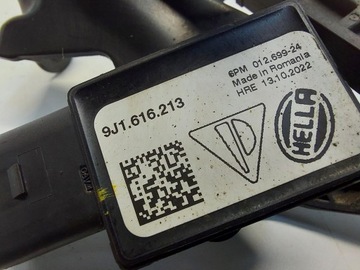 6PM 012.699-24
Made in Romania
HRE 13.10.2022
9J1.616.213
HELLA